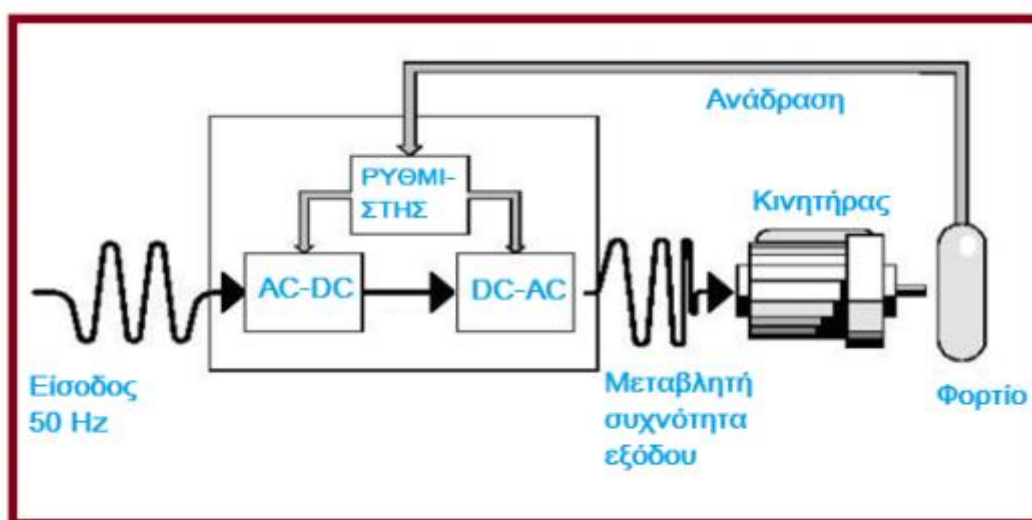 Ανάδραση
ΡΥΘΜΙ-
ΣΤΗΣ
Κινητήρας
AC-DC
DC-AC
Είσοδος
50 Hz
Μεταβλητή
συχνότητα
εξόδου
Φορτίο